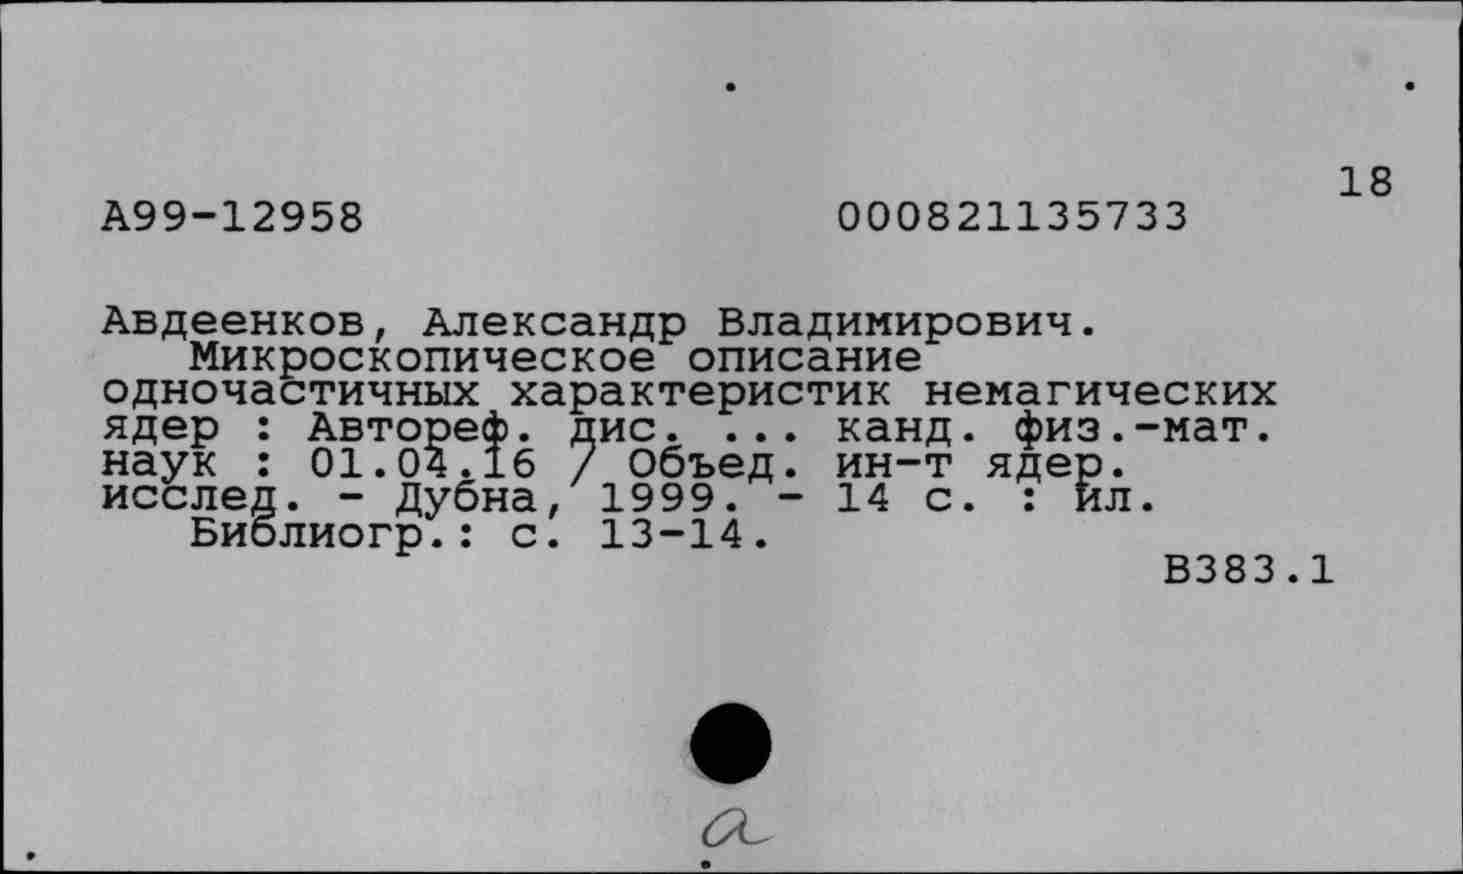 18
А99-12958 000821135733
Авдеенков, Александр Владимирович.
Микроскопическое описание
одночастичных характеристик немагических
ядер : Автореф. дис. ... канд. физ.-мат.
наук : 01.04.16 / Объед. ин-т ядер.
исслед. - Дубна, 1999. - 14 с. : ил.
Библиогр.: с. 13-14.
В383.1
а